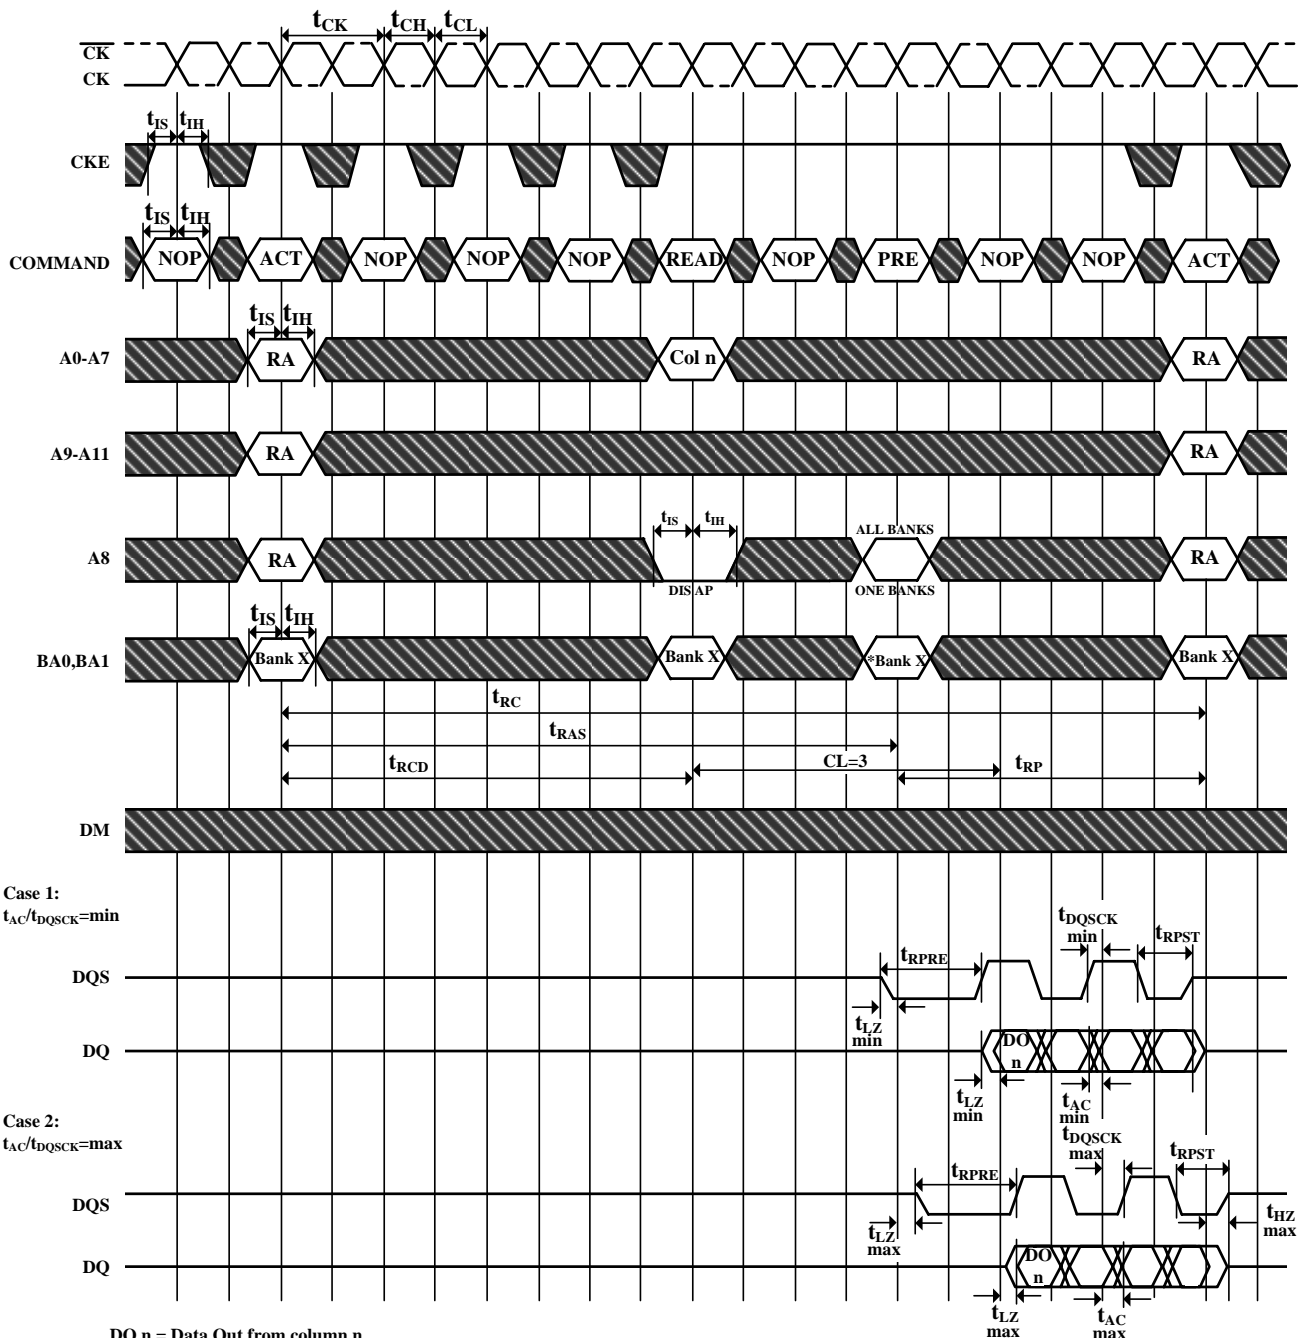 tCK tCH tCL
CK
CK
tIS tIH
CKE
tIS tIH
COMMAND NOP ACT NOP NOP NOP READ NOP PRE NOP NOP ACT
tIS tIH
A0-A7 RA Col n RA
A9-A11 RA RA
tIS tIH ALL BANKS
A8 RA RA
DIS AP ONE BANKS
tIS tIH
BA0,BA1 Bank X Bank X *Bank X Bank X
tRC
tRAS
tRCD CL=3 tRP
DM
Case 1:
tAC/tDQSCK=min
tDQSCK
min
tRPST
tRPRE
DQS
tLZ
min
DQ
DO
n
tLZ
min
tAC
min
Case 2:
tAC/tDQSCK=max
tDQSCK
max
tRPST
tRPRE
DQS
tLZ
max
tHZ
max
DQ
DO
n
tLZ
max
tAC
max
DO n = Data Out from column n